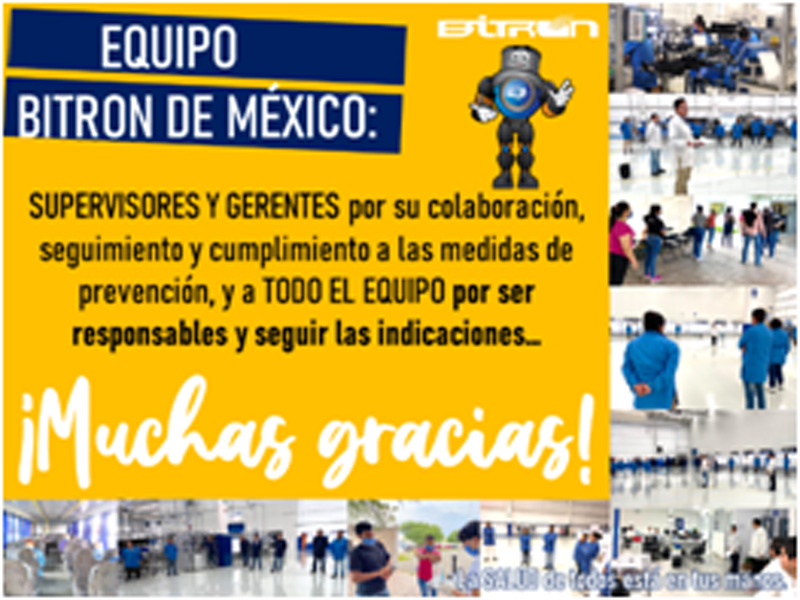 BITRON
EQUIPO
BITRON DE MÉXICO:
SUPERVISORES Y GERENTES por su colaboración,
seguimiento y cumplimiento a las medidas de
prevención, y a TODO EL EQUIPO por ser
responsables y seguir las indicaciones...
¡Muchas gracias!
La SALUD de todos está en tus manos.